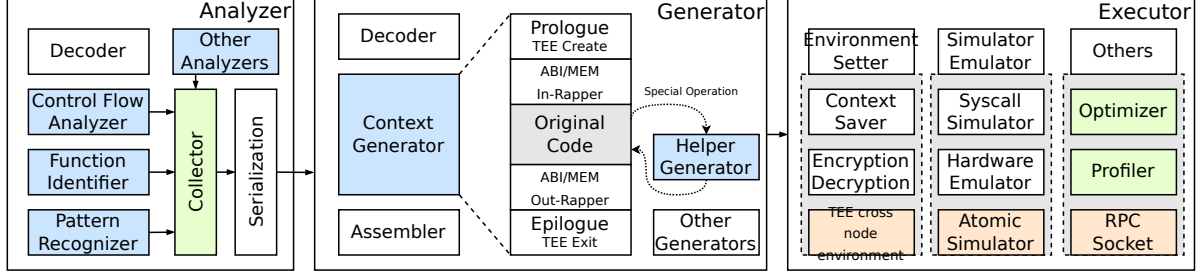 Analyzer
Decoder
Other
Analyzers
Control Flow
Analyzer
Function
Identifier
Pattern
Recognizer
Collector
Serialization
Generator
Decoder
Context
Generator
Assembler
Prologue
TEE Create
ABI/MEM
In-Rapper
Original
Code
ABI/MEM
Out-Rapper
Epilogue
TEE Exit
Special Operation
Helper
Generator
Other
Generators
Executor
Environment
Setter
Context
Saver
Encryption
Decryption
TEE cross
node
environment
Simulator
Emulator
Syscall
Simulator
Hardware
Emulator
Atomic
Simulator
Others
Optimizer
Profiler
RPC
Socket